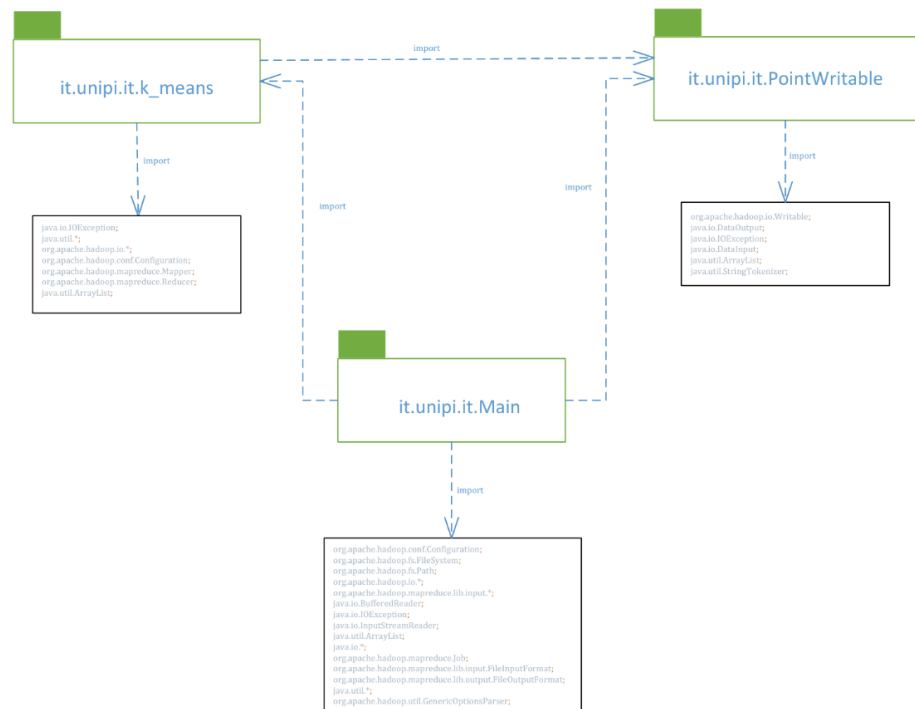 import
it.unipi.it.k_means
it.unipi.it.PointWritable
import
import
import
import
java.io.IOException;
java.util.*;
org.apache.hadoop.io.*;
org.apache.hadoop.conf.Configuration;
org.apache.hadoop.mapreduce.Mapper;
org.apache.hadoop.mapreduce.Reducer;
java.util.ArrayList;
org.apache.hadoop.io.Writable;
java.io.DataOutput;
java.io.IOException;
java.io.DataInput;
java.util.ArrayList;
java.util.StringTokenizer;
it.unipi.it.Main
import
org.apache.hadoop.conf.Configuration;
org.apache.hadoop.fs.FileSystem;
org.apache.hadoop.fs.Path;
org.apache.hadoop.io.*;
org.apache.hadoop.mapreduce.lib.input.*;
java.io.BufferedReader;
java.io.IOException;
java.io.InputStreamReader;
java.util.ArrayList;
java.io.*;
org.apache.hadoop.mapreduce.Job;
org.apache.hadoop.mapreduce.lib.input.FileInputFormat;
org.apache.hadoop.mapreduce.lib.output.FileOutputFormat;
java.util.*;
org.apache.hadoop.util.GenericOptionsParser;